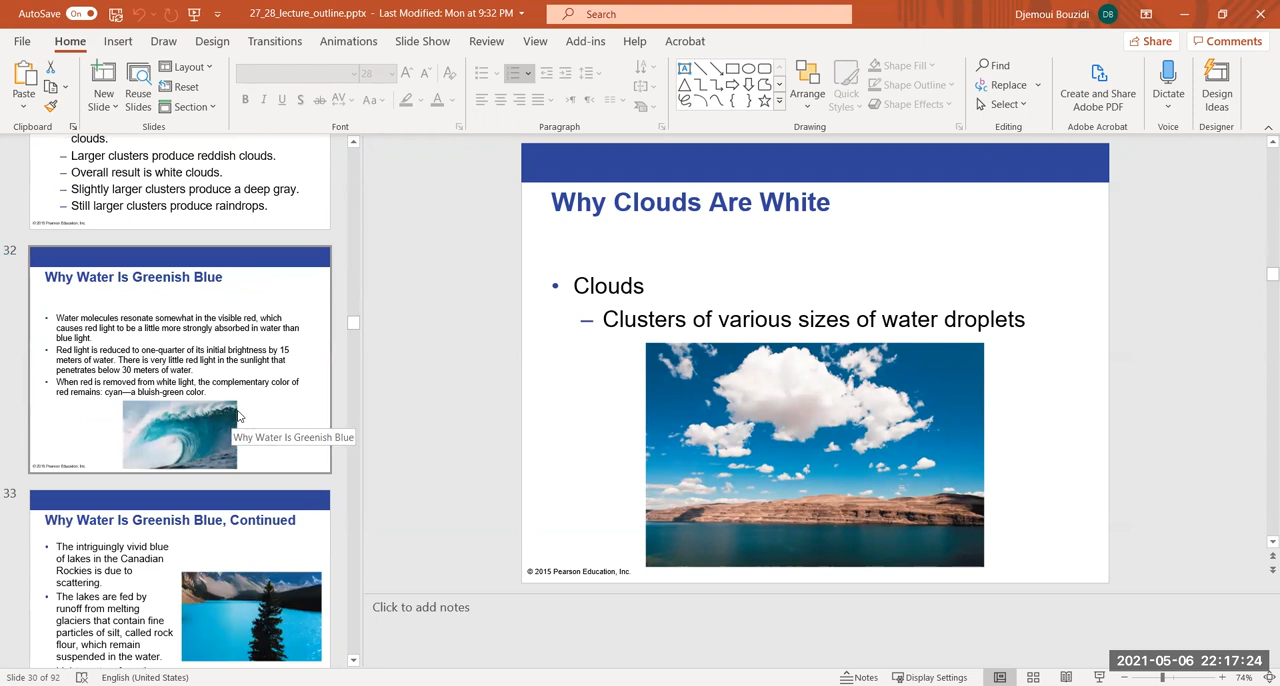 AutoSave On 27_28_lecture_outline.pptx - Last Modified: Mon at 9:32 PM Search Djemoui Bouzidi DB
File Home Insert Draw Design Transitions Animations Slide Show Review View Add-ins Help Acrobat Share Comments
Paste
New
Slide
Reuse
Slides
Layout
Reset
Section
28
B I U S ab AV Aa A
Arrange
Quick
Styles
Shape Fill
Shape Outline
Shape Effects
Find
Replace
Select
Create and Share
Adobe PDF
Dictate
Design
Ideas
Clipboard Slides Font Paragraph Drawing Editing Adobe Acrobat Voice Designer
clouds.
– Larger clusters produce reddish clouds.
– Overall result is white clouds.
– Slightly larger clusters produce a deep gray.
– Still larger clusters produce raindrops.
© 2015 Pearson Education, Inc.
32
Why Water Is Greenish Blue
• Water molecules resonate somewhat in the visible red, which
causes red light to be a little more strongly absorbed in water than
blue light.
• Red light is reduced to one-quarter of its initial brightness by 15
meters of water. There is very little red light in the sunlight that
penetrates below 30 meters of water.
• When red is removed from white light, the complementary color of
red remains: cyan—a bluish-green color.
Why Water Is Greenish Blue
© 2015 Pearson Education, Inc.
33
Why Water Is Greenish Blue, Continued
• The intriguingly vivid blue
of lakes in the Canadian
Rockies is due to
scattering.
• The lakes are fed by
runoff from melting
glaciers that contain fine
particles of silt, called rock
flour, which remain
suspended in the water.
Why Clouds Are White
• Clouds
– Clusters of various sizes of water droplets
© 2015 Pearson Education, Inc.
Click to add notes
2021-05-06 22:17:24
Slide 30 of 92 English (United States) Notes Display Settings 74%